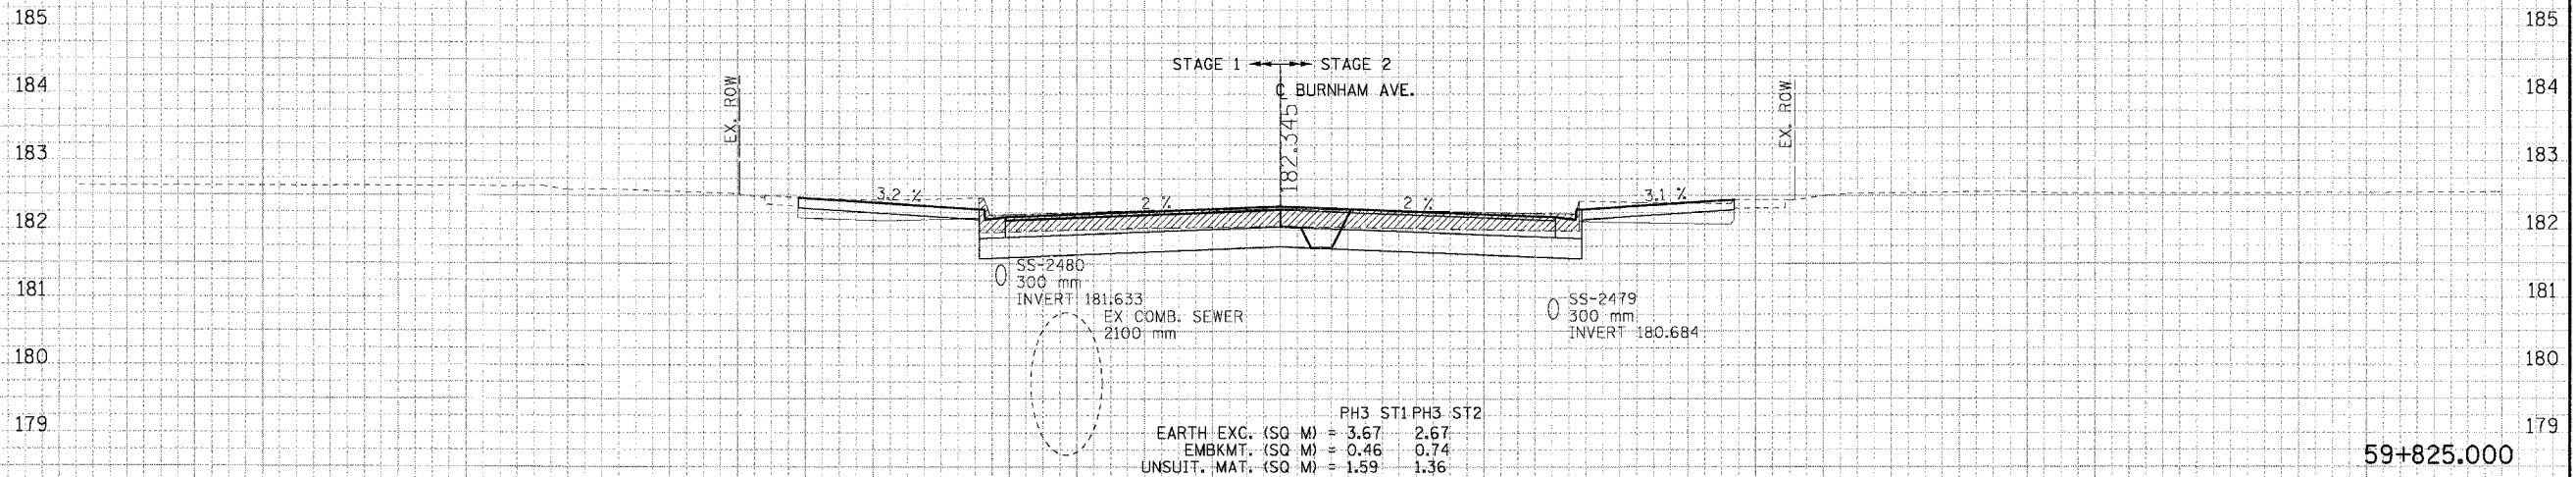 185
185
STAGE 1 STAGE 2
184
184
EX. ROW
℄ BURNHAM AVE.
EX. ROW
182.345
183
183
3.2 %
2 %
2 %
3.1 %
182
182
SS-2480
300 mm
INVERT 181.633
181
181
SS-2479
300 mm
INVERT 180.684
EX COMB. SEWER
2100 mm
180
180
PH3 ST1 PH3 ST2
179
179
EARTH EXC. (SQ M) = 3.67 2.67
EMBKMT. (SQ M) = 0.46 0.74
UNSUIT. MAT. (SQ M) = 1.59 1.36
59+825.000